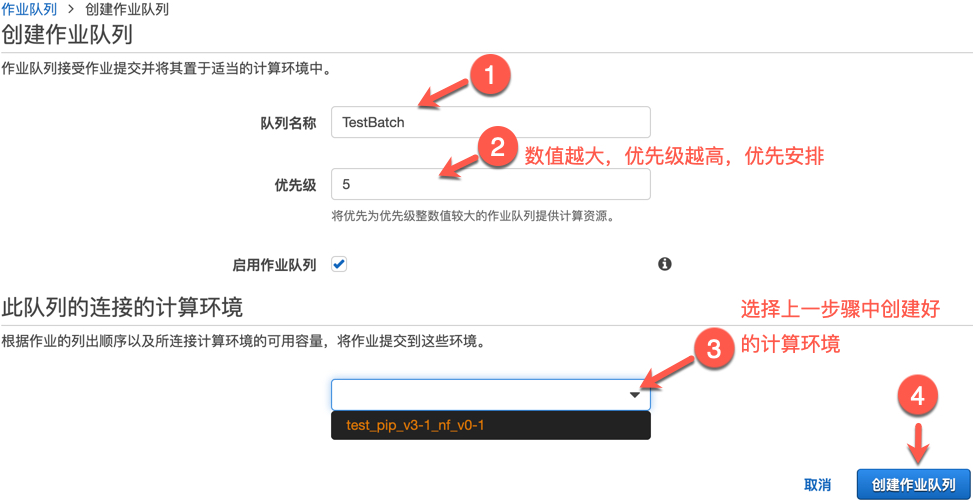 作业队列 > 创建作业队列
创建作业队列
作业队列接受作业提交并将其置于适当的计算环境中。
1
队列名称 TestBatch
2 数值越大，优先级越高，优先安排
优先级 5
将优先为优先级整数值较大的作业队列提供计算资源。
启用作业队列
此队列的连接的计算环境
选择上一步骤中创建好
的计算环境
根据作业的列出顺序以及所连接计算环境的可用容量，将作业提交到这些环境。
3
test_pip_v3-1_nf_v0-1
4
取消 创建作业队列